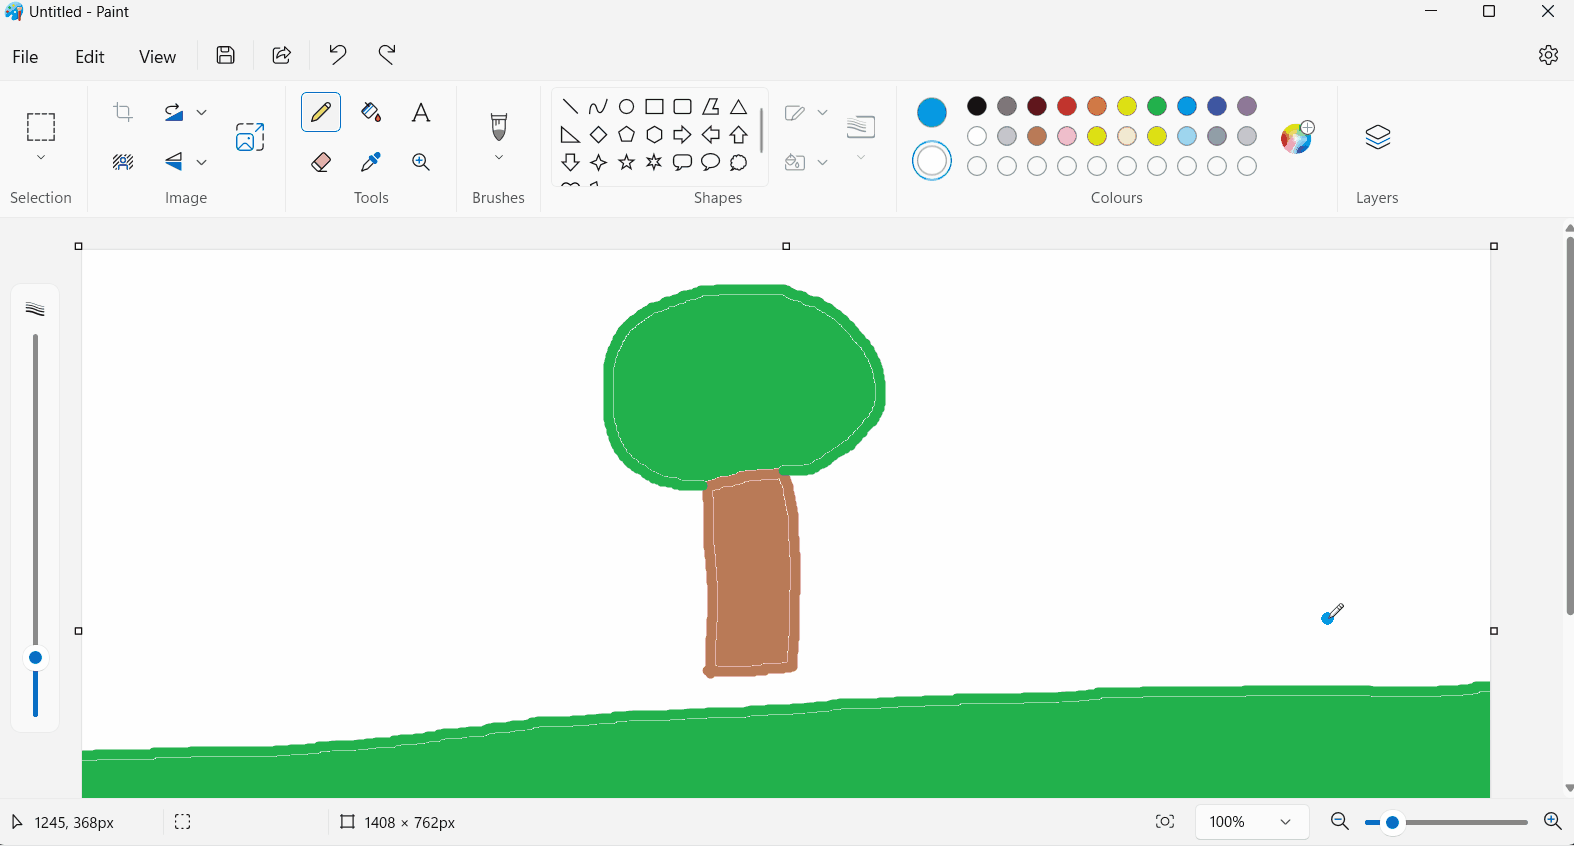 Untitled - Paint
File Edit View
Selection Image Tools Brushes Shapes Colours Layers
1245, 368px 1408 × 762px 100%